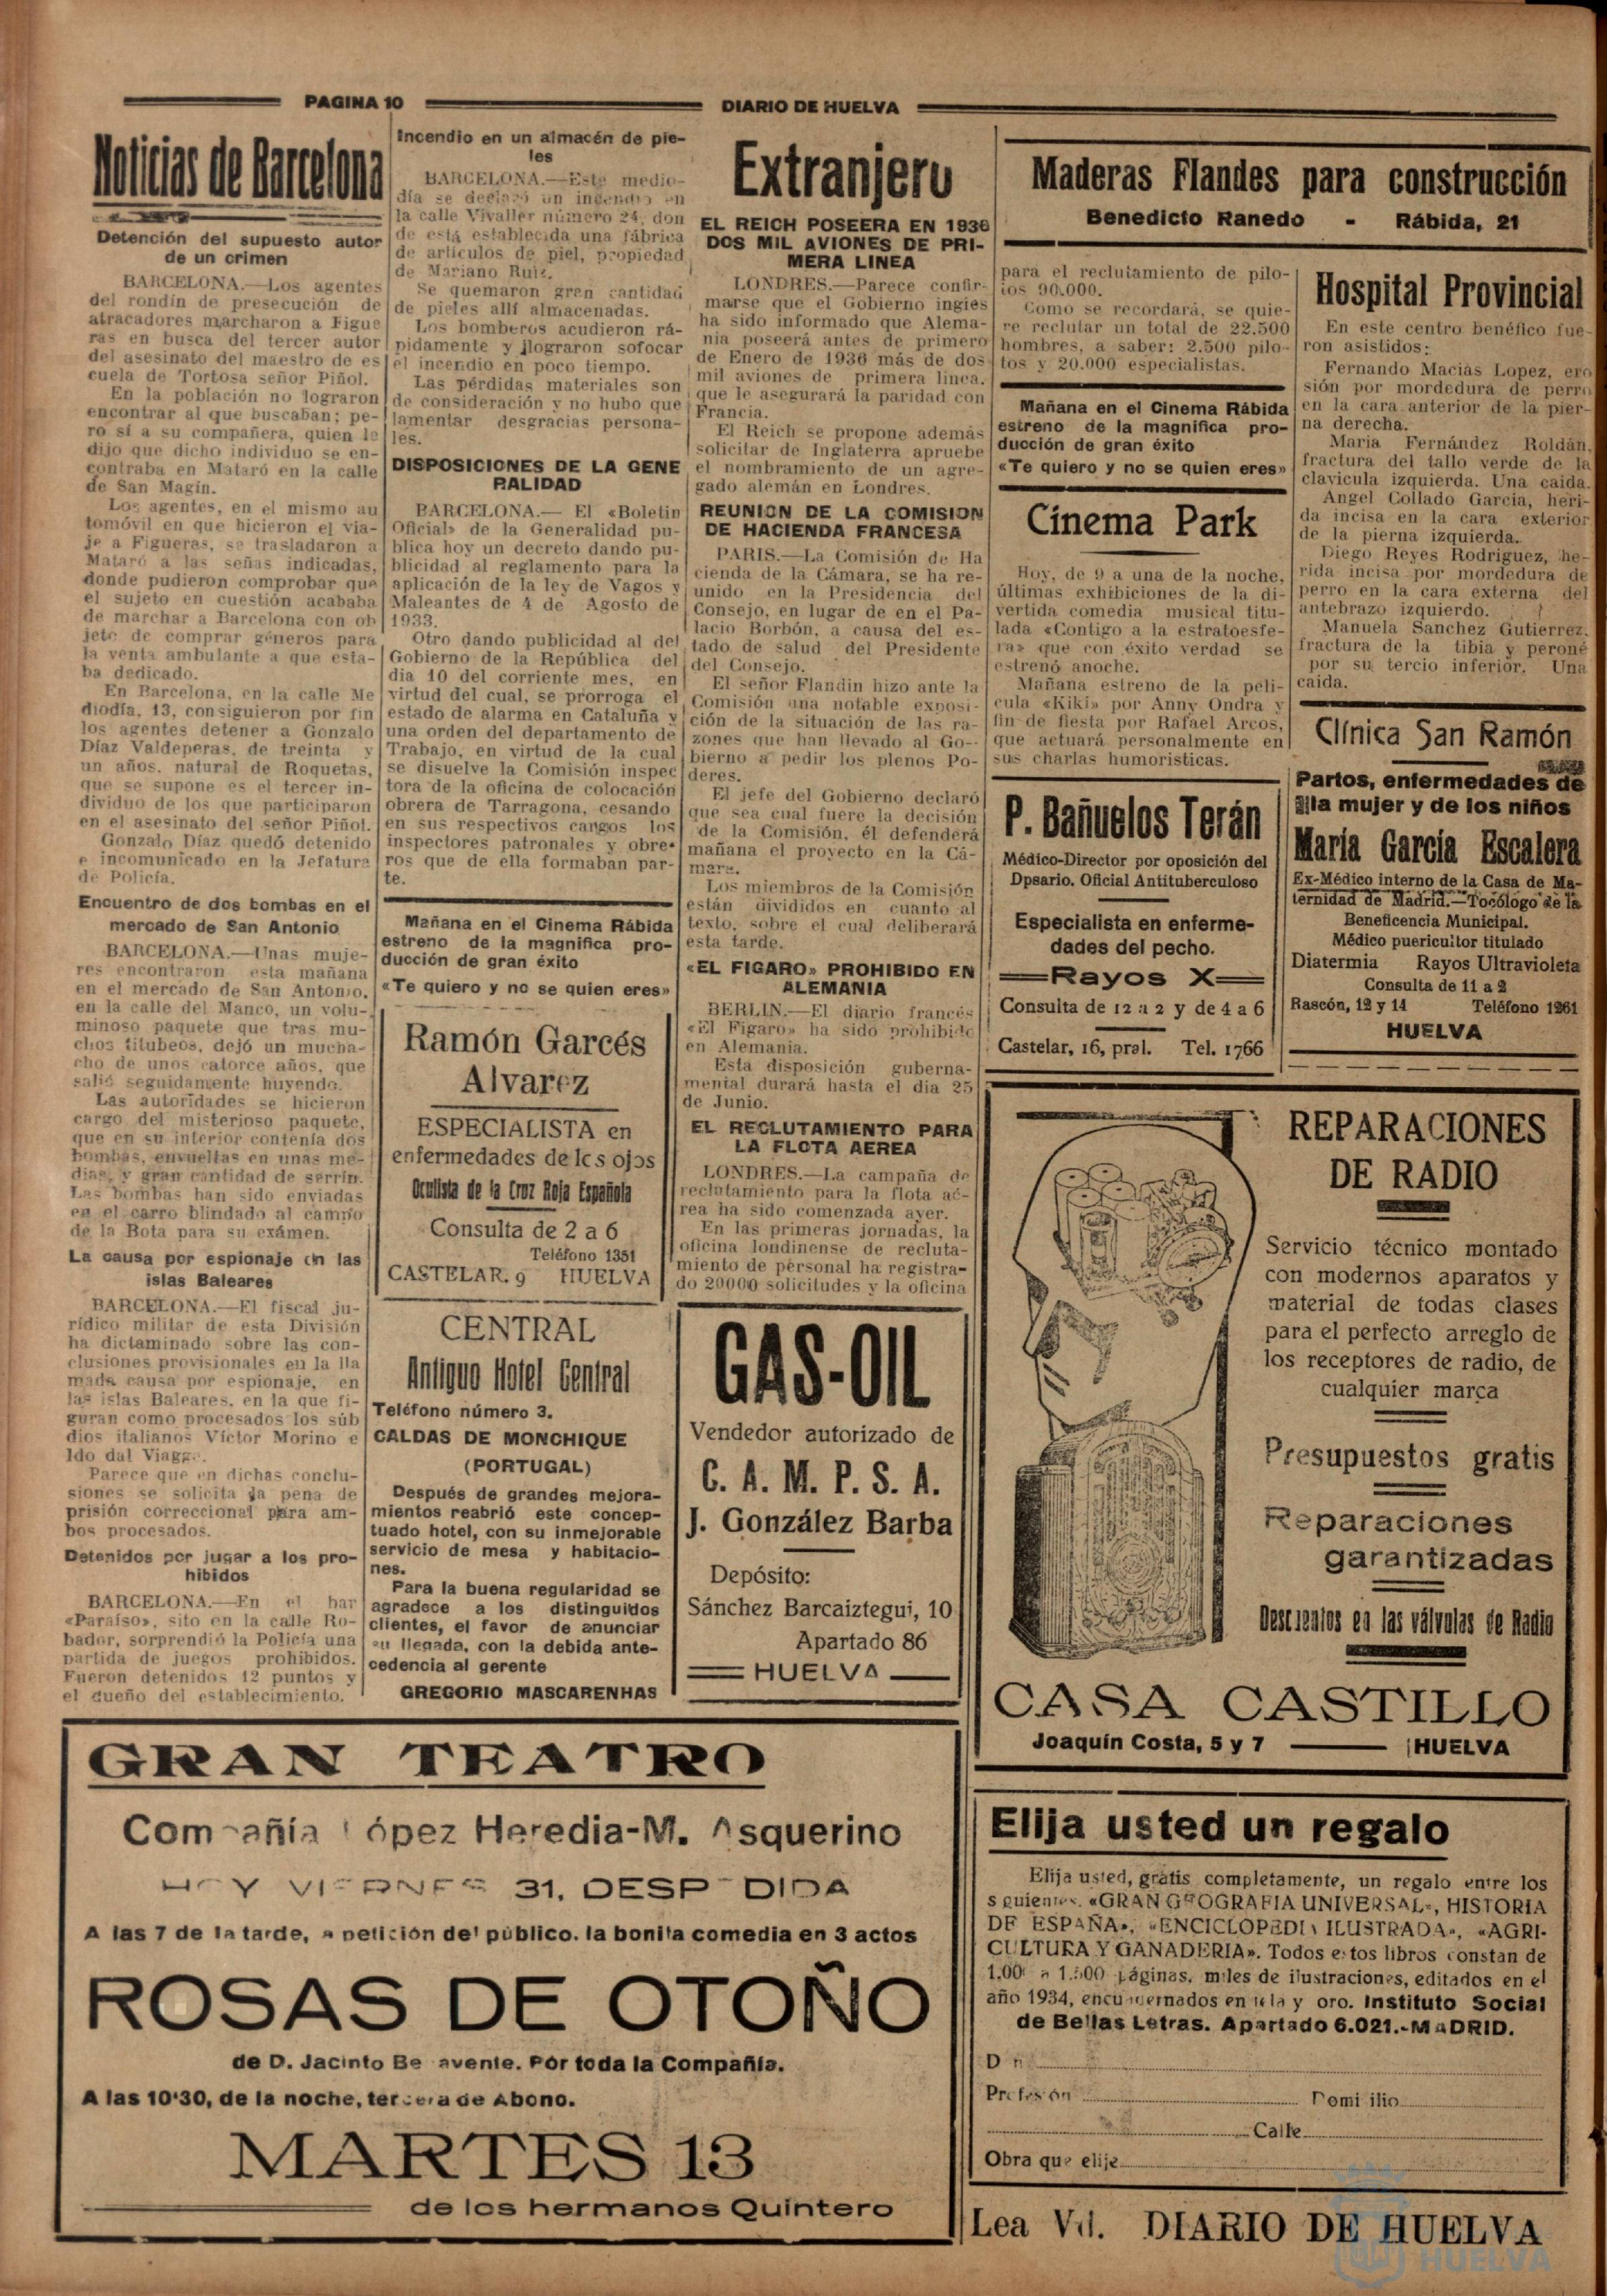 PAGINA 10
DIARIO DE HUELVA
Noticias de Barcelona
Detención del supuesto autor
de un crimen
BARCELONA.—Los agentes
del rondín de presecución de
atracadores marcharon a Figue
ras en busca del tercer autor
del asesinato del maestro de es
cuela de Tortosa señor Piñol.
En la población no lograron
encontrar al que buscaban; pe-
ro sí a su compañera, quien le
dijo que dicho individuo se en-
contraba en Mataró en la calle
de San Magín.
Los agentes, en el mismo au
tomóvil en que hicieron el via-
je a Figueras, se trasladaron a
Mataró a las señas indicadas,
donde pudieron comprobar que
el sujeto en cuestión acababa
de marchar a Barcelona con ob
jeto de comprar géneros para
la venta ambulante a que esta-
ba dedicado.
En Barcelona, en la calle Me
diodía, 13, consiguieron por fin
los agentes detener a Gonzalo
Díaz Valdeperas, de treinta y
un años, natural de Roquetas,
que se supone es el tercer in-
dividuo de los que participaron
en el asesinato del señor Piñol.
Gonzalo Díaz quedó detenido
e incomunicado en la Jefatura
de Policía.
Encuentro de dos bombas en el
mercado de San Antonio
BARCELONA.—Unas muje-
res encontraron esta mañana
en el mercado de San Antonio,
en la calle del Manco, un volu-
minoso paquete que tras mu-
chos titubeos, dejó un mucha-
cho de unos catorce años, que
salió seguidamente huyendo.
Las autoridades se hicieron
cargo del misterioso paquete,
que en su interior contenía dos
bombas, envueltas en unas me-
dias, y gran cantidad de serrín.
Las bombas han sido enviadas
en el carro blindado al campo
de la Bota para su exámen.
La causa por espionaje en las
islas Baleares
BARCELONA.—El fiscal ju-
rídico militar de esta División
ha dictaminado sobre las con-
clusiones provisionales en la lla
mada causa por espionaje, en
las islas Baleares, en la que fi-
guran como procesados los súb
dios italianos Víctor Morino e
Ido dal Viagg
Parece que en dichas conclu-
siones se solicita la pena de
prisión correccional para am-
bos procesados.
Detenidos por jugar a los pro-
hibidos
BARCELONA.—En el bar
«Paraíso», sito en la calle Ro-
bador, sorprendió la Policía una
partida de juegos prohibidos.
Fueron detenidos 12 puntos y
el dueño del establecimiento.
Incendio en un almacén de pie-
les
BARCELONA.—Este medio-
día se declaró un incendio en
la calle Vivaller número 24, don
de está establecida una fábrica
de artículos de piel, propiedad
de Mariano Ruiz.
Se quemaron gren cantidad
de pieles allí almacenadas.
Los bomberos acudieron rá-
pidamente y jlograron sofocar
el incendio en poco tiempo.
Las pérdidas materiales son
de consideración y no hubo que
lamentar desgracias persona-
les.
DISPOSICIONES DE LA GENE
RALIDAD
BARCELONA.— El «Boletin
Oficial» de la Generalidad pu-
blica hoy un decreto dando pu-
blicidad al reglamento para la
aplicación de la ley de Vagos y
Maleantes de 4 de Agosto de
1933.
Otro dando publicidad al del
Gobierno de la República del
dia 10 del corriente mes, en
virtud del cual, se prorroga el
estado de alarma en Cataluña y
una orden del departamento de
Trabajo, en virtud de la cual
se disuelve la Comisión inspec
tora de la oficina de colocación
obrera de Tarragona, cesando
en sus respectivos cargos los
inspectores patronales y obre-
ros que de ella formaban par-
te.
Mañana en el Cinema Rábida
estreno de la magnifica pro-
ducción de gran éxito
«Te quiero y no se quien eres»
Ramón Garcés
Alvarez
ESPECIALISTA en
enfermedades de los ojos
Oculista de la Cruz Roja Española
Consulta de 2 a 6
Teléfono 1351
CASTELAR. 9 HUELVA
CENTRAL
Antiguo Hotel Central
Teléfono número 3.
CALDAS DE MONCHIQUE
(PORTUGAL)
Después de grandes mejora-
mientos reabrió este concep-
tuado hotel, con su inmejorable
servicio de mesa y habitacio-
nes.
Para la buena regularidad se
agradece a los distinguidos
clientes, el favor de anunciar
su llegada, con la debida ante-
cedencia al gerente
GREGORIO MASCARENHAS
Extranjero
EL REICH POSEERA EN 1936
DOS MIL AVIONES DE PRI-
MERA LINEA
LONDRES.—Parece confir-
marse que el Gobierno ingles
ha sido informado que Alema-
nia poseerá antes de primero
de Enero de 1936 más de dos
mil aviones de primera linea,
que le asegurará la paridad con
Francia.
El Reich se propone además
solicitar de Inglaterra apruebe
el nombramiento de un agre-
gado alemán en Londres.
REUNION DE LA COMISION
DE HACIENDA FRANCESA
PARIS.—La Comisión de Ha
cienda de la Cámara, se ha re-
unido en la Presidencia del
Consejo, en lugar de en el Pa-
lacio Borbón, a causa del es-
tado de salud del Presidente
del Consejo.
El señor Flandin hizo ante la
Comisión una notable exposi-
ción de la situación de las ra-
zones que han llevado al Go-
bierno a pedir los plenos Po-
deres.
El jefe del Gobierno declaró
que sea cual fuere la decisión
de la Comisión, él defenderá
mañana el proyecto en la Cá-
mara.
Los miembros de la Comisión
están divididos en cuanto al
texto, sobre el cual deliberará
esta tarde.
«EL FIGARO» PROHIBIDO EN
ALEMANIA
BERLIN.—El diario francés
«El Figaro» ha sido prohibido
en Alemania.
Esta disposición guberna-
menial durará hasta el dia 25
de Junio.
EL RECLUTAMIENTO PARA
LA FLOTA AEREA
LONDRES.—La campaña de
reclutamiento para la flota aé-
rea ha sido comenzada ayer.
En las primeras jornadas, la
oficina londinense de recluta-
miento de personal ha registra-
do 20000 solicitudes y la oficina
GAS-OIL
Vendedor autorizado de
C. A. M. P. S. A.
J. González Barba
Depósito:
Sánchez Barcaiztegui, 10
Apartado 86
HUELVA
Maderas Flandes para construcción
Benedicto Ranedo - Rábida, 21
para el reclutamiento de pilo-
tos 90.000.
Como se recordará, se quie-
re reclutar un total de 22.500
hombres, a saber: 2.500 pilo-
tos y 20.000 especialistas.
Mañana en el Cinema Rábida
estreno de la magnifica pro-
ducción de gran éxito
«Te quiero y no se quien eres»
Cinema Park
Hoy, de 9 a una de la noche,
últimas exhibiciones de la di-
vertida comedia musical titu-
lada «Contigo a la estratoesfe-
ra» que con éxito verdad se
estrenó anoche.
Mañana estreno de la peli-
cula «Kiki» por Anny Ondra y
fin de fiesta por Rafael Arcos,
que actuará personalmente en
sus charlas humoristicas.
P. Bañuelos Terán
Médico-Director por oposición del
Dpsario. Oficial Antituberculoso
Especialista en enferme-
dades del pecho.
Rayos X
Consulta de 12 a 2 y de 4 a 6
Castelar, 16, pral. Tel. 1766
Hospital Provincial
En este centro benéfico fue-
ron asistidos:
Fernando Macias Lopez, ero
sión por mordedura de perro
en la cara anterior de la pier-
na derecha.
Maria Fernández Roldán,
fractura del tallo verde de la
clavicula izquierda. Una caida.
Angel Collado Garcia, heri-
da incisa en la cara exterior
de la pierna izquierda.
Diego Reyes Rodriguez, he-
rida incisa por mordedura de
perro en la cara externa del
antebrazo izquierdo.
Manuela Sanchez Gutierrez,
fractura de la tibia y peroné
por su tercio inferior. Una
caida.
Clínica San Ramón
Partos, enfermedades de
la mujer y de los niños
María García Escalera
Ex-Médico interno de la Casa de Ma-
ternidad de Madrid.—Tocólogo de la
Beneficencia Municipal.
Médico puericultor titulado
Diatermia Rayos Ultravioleta
Consulta de 11 a 2
Rascón, 12 y 14 Teléfono 1261
HUELVA
REPARACIONES
DE RADIO
Servicio técnico montado
con modernos aparatos y
material de todas clases
para el perfecto arreglo de
los receptores de radio, de
cualquier marca
Presupuestos gratis
Reparaciones
garantizadas
Descuentos en las válvulas de Radio
CASA CASTILLO
Joaquín Costa, 5 y 7 HUELVA
GRAN TEATRO
Compañía López Heredia-M. Asquerino
HOY VIERNES 31, DESPEDIDA
A las 7 de la tarde, a petición del público. la bonita comedia en 3 actos
ROSAS DE OTOÑO
de D. Jacinto Be avente. Por toda la Compañía.
A las 10'30, de la noche, tercera de Abono.
MARTES 13
de los hermanos Quintero
Elija usted un regalo
Elija usted, gratis completamente, un regalo entre los
s guientes. «GRAN GEOGRAFIA UNIVERSAL», HISTORIA
DE ESPAÑA», «ENCICLOPEDIA ILUSTRADA», «AGRI-
CULTURA Y GANADERIA». Todos estos libros constan de
1.00 a 1.500 páginas, miles de ilustraciones, editados en el
año 1934, encuadernados en tela y oro. Instituto Social
de Bellas Letras. Apartado 6.021.-MADRID.
D n
Profesión Domi ilio
Calle
Obra que elije
Lea Vd. DIARIO DE HUELVA
HUELVA